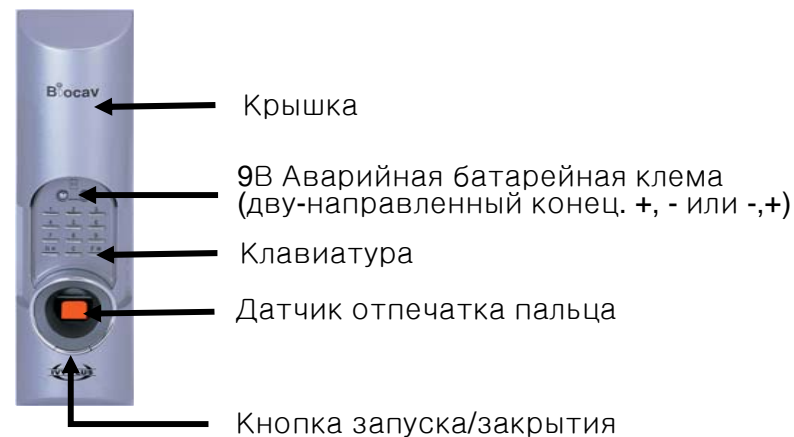 Biocav
Крышка
9В Аварийная батарейная клема
(дву-направленный конец. +, - или -,+)
Клавиатура
Датчик отпечатка пальца
Кнопка запуска/закрытия